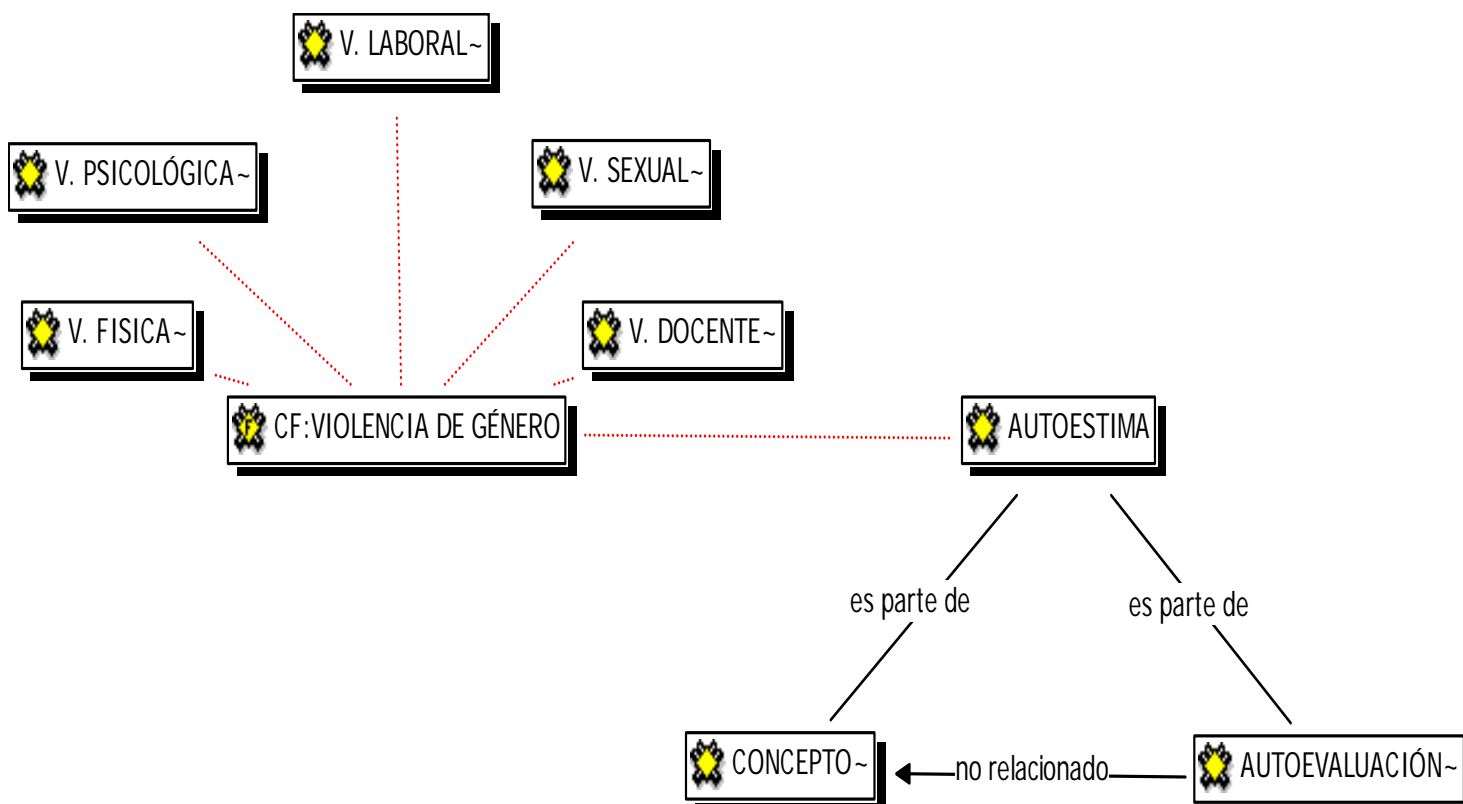 V. LABORAL~
V. PSICOLÓGICA~
V. SEXUAL~
V. FISICA~
V. DOCENTE~
F CF:VIOLENCIA DE GÉNERO
AUTOESTIMA
es parte de
es parte de
CONCEPTO~
no relacionado
AUTOEVALUACIÓN~